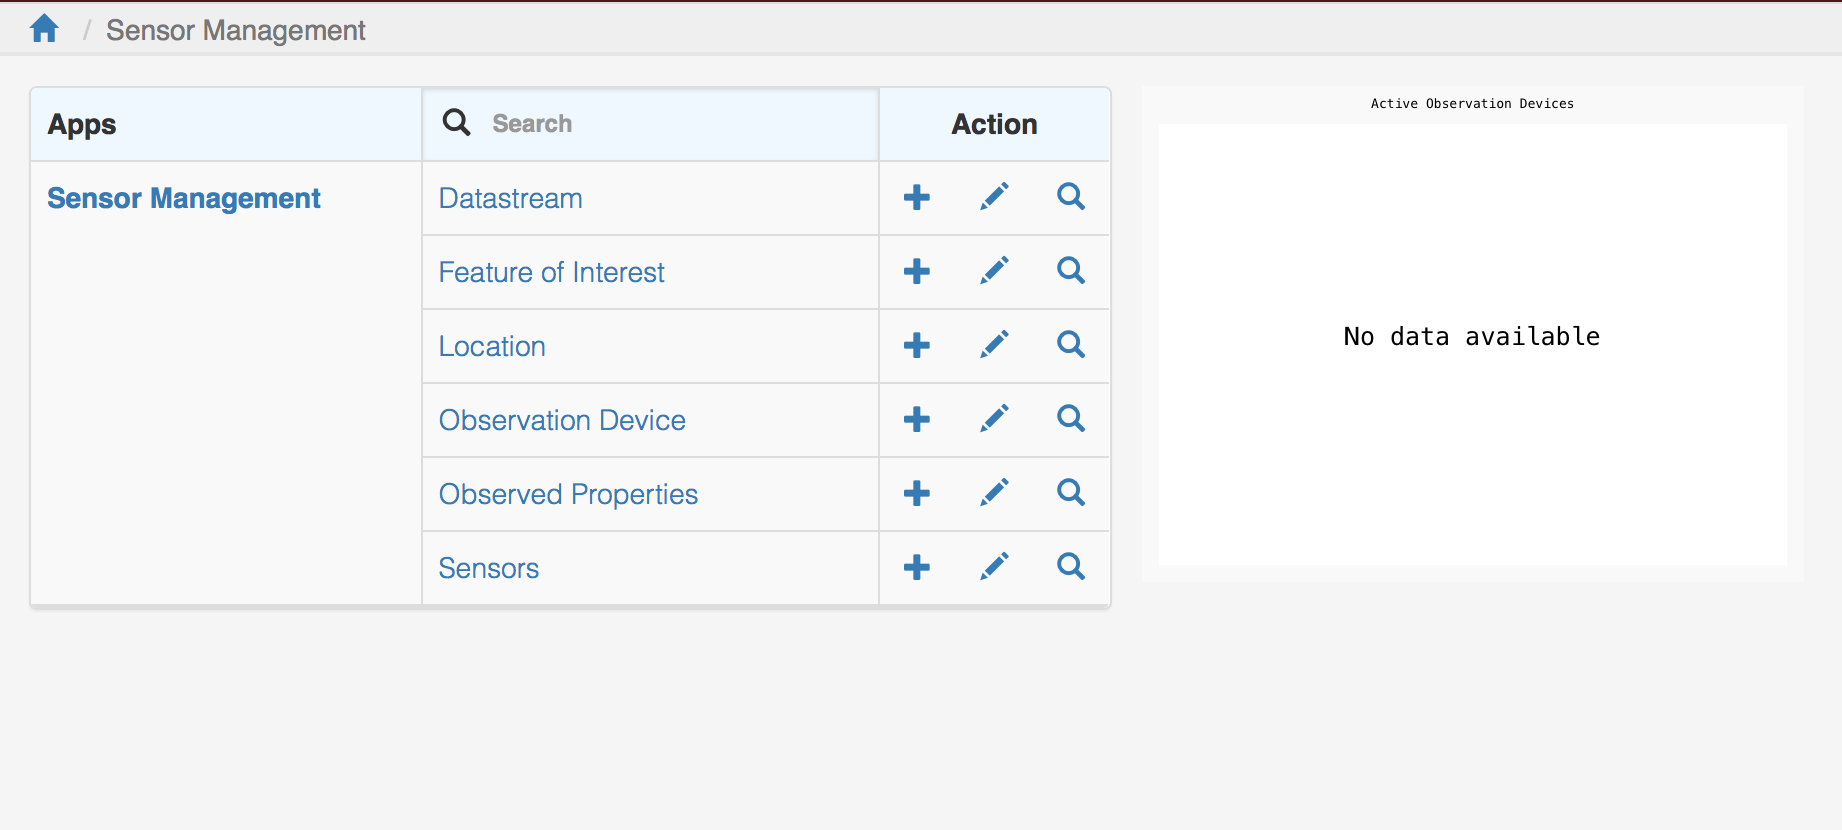 / Sensor Management
Apps
Search
Action
Sensor Management
Datastream
Feature of Interest
Location
Observation Device
Observed Properties
Sensors
Active Observation Devices
No data available